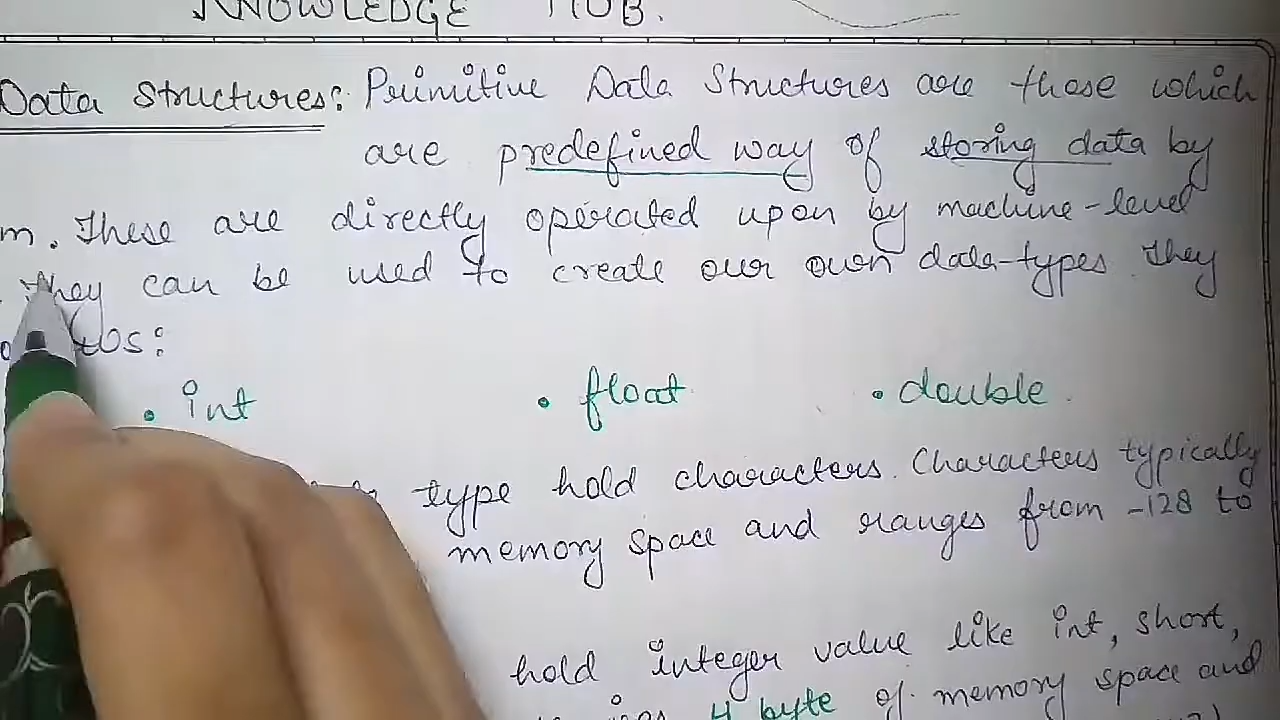 KNOWLEDGE HUB.
Data Structures: Primitive Data Structures are those which
are predefined way of storing data by
m. These are directly operated upon by machine-level
They can be used to create our own data-types. They
• int • float • double
type hold characters. Characters typically
memory space and ranges from -128 to
hold integer value like int, short,
4 byte of memory space and